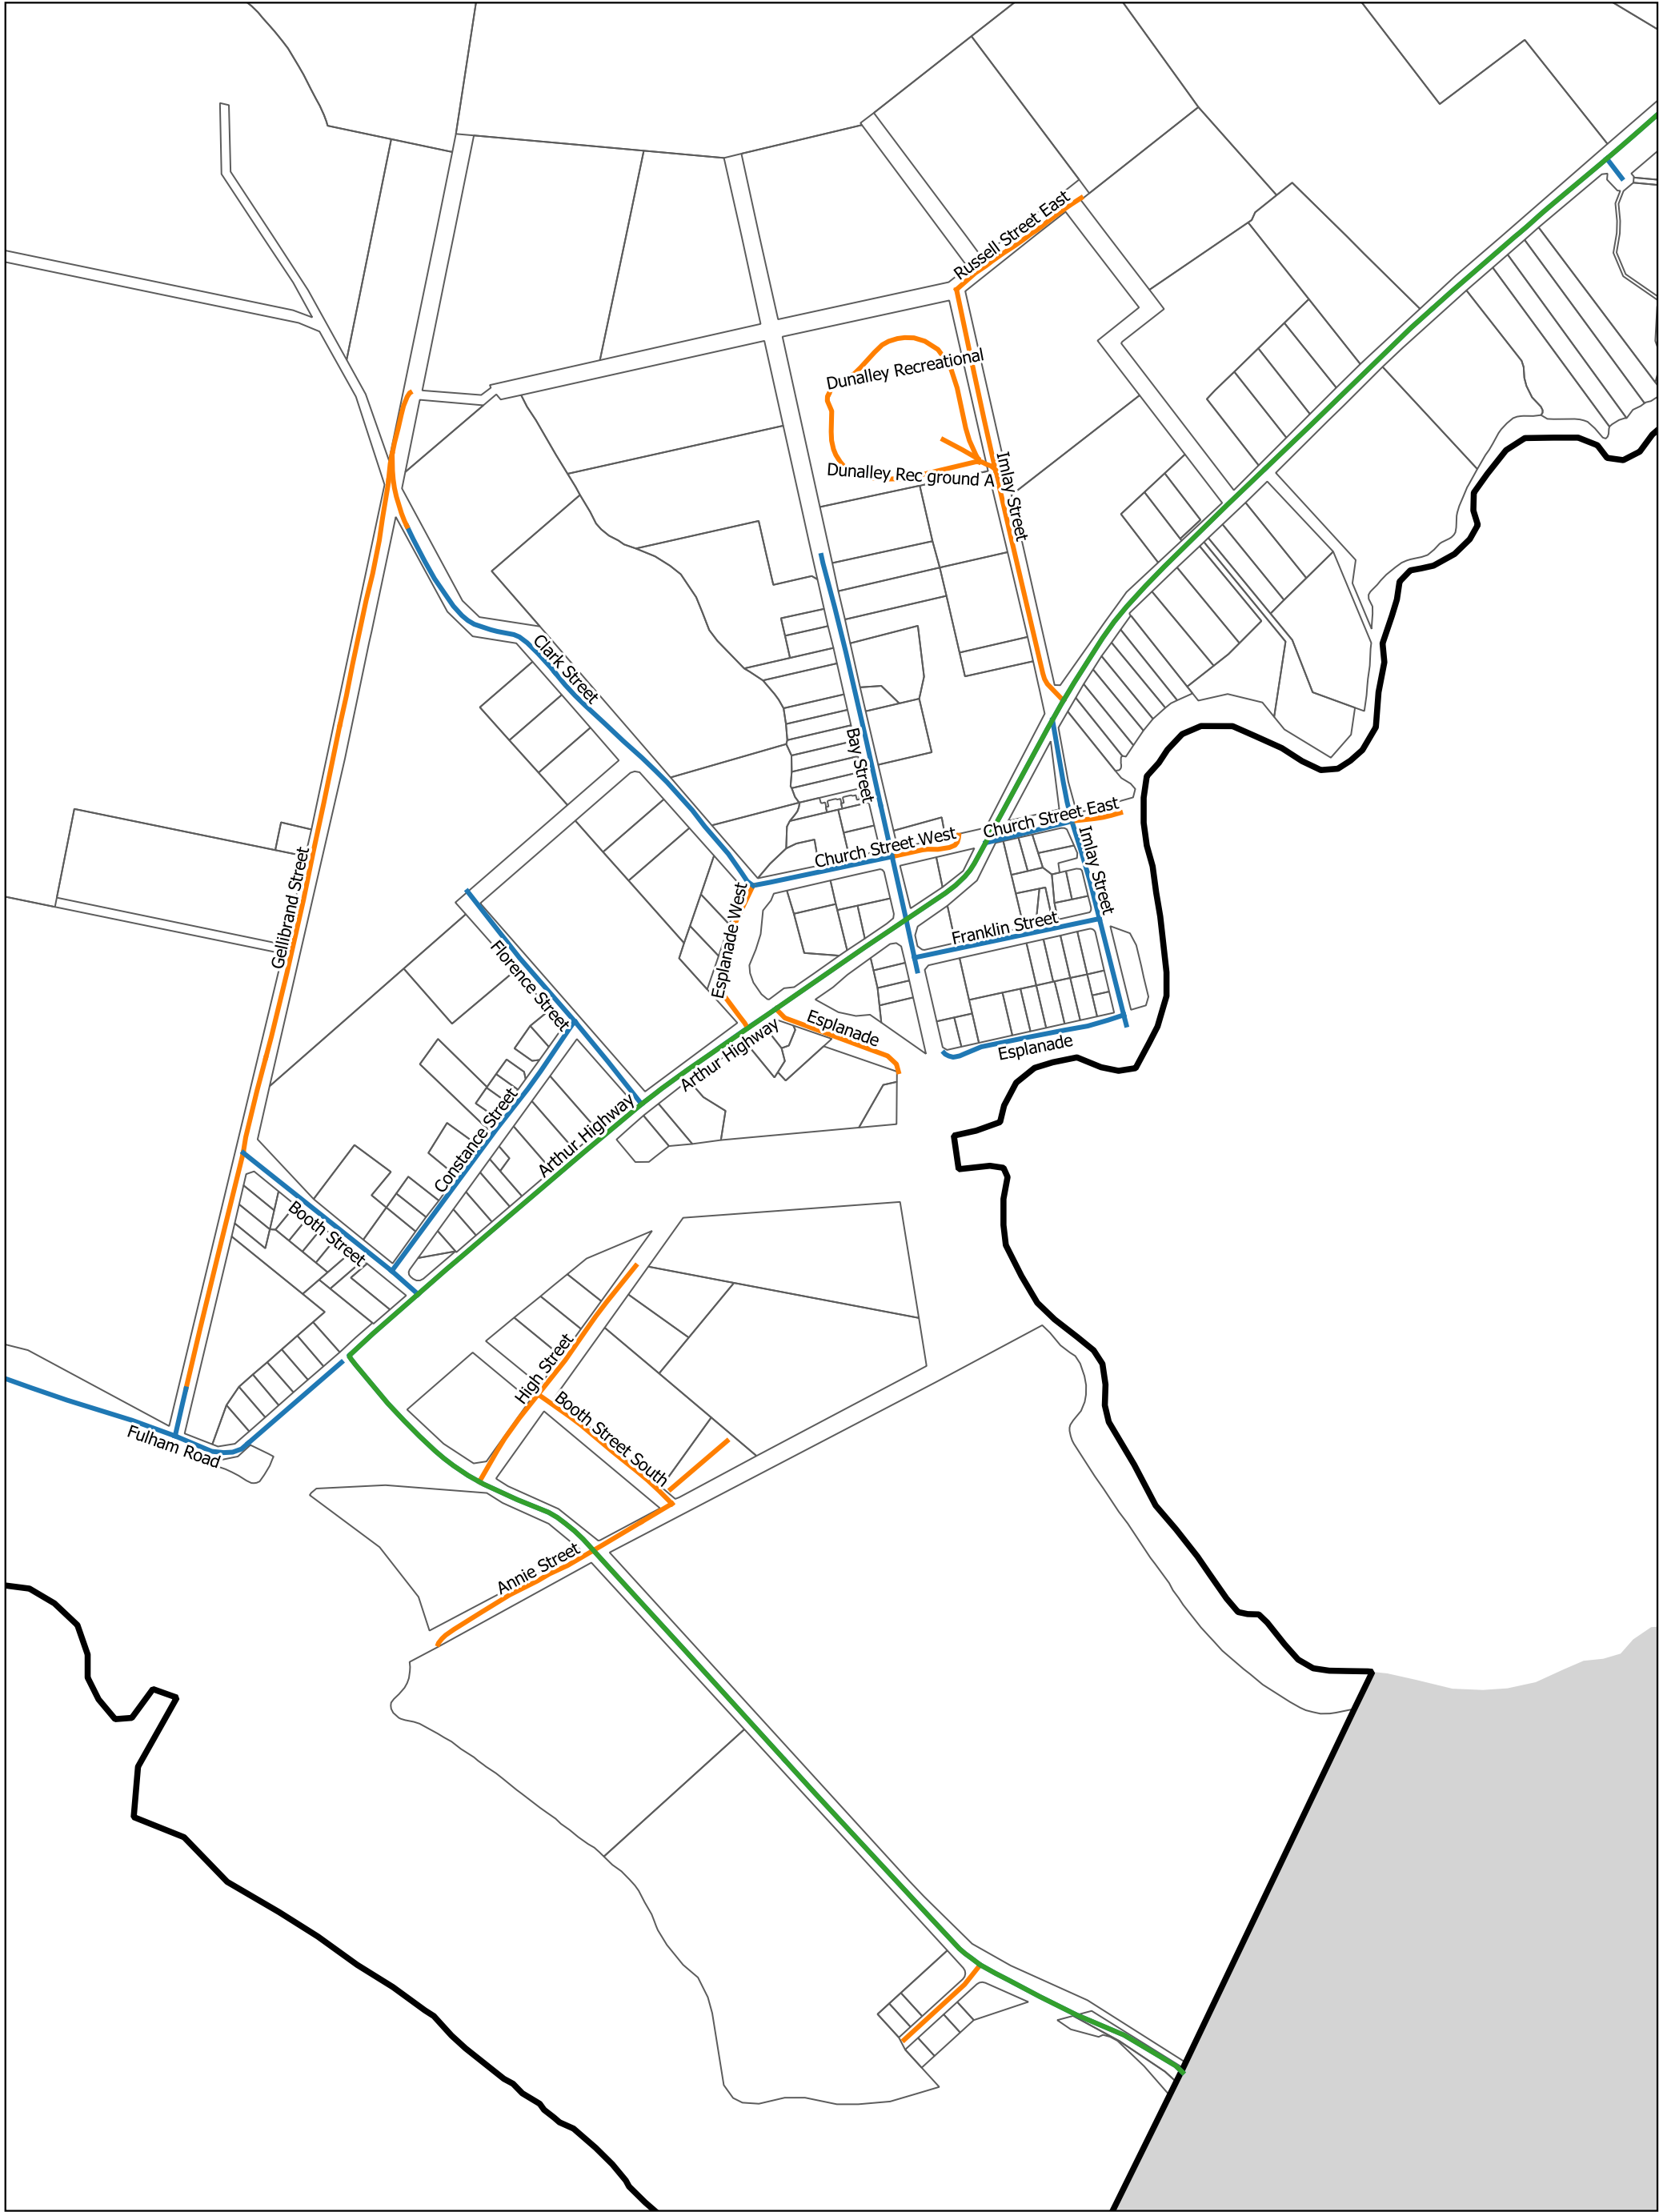 Russell Street East
Dunalley Recreational
Dunalley Rec ground A
Imlay Street
Clark Street
Bay Street
Church Street East
Church Street West
Imlay Street
Gellibrand Street
Esplanade West
Franklin Street
Florence Street
Esplanade
Esplanade
Arthur Highway
Constance Street
Arthur Highway
Booth Street
High Street
Booth Street South
Fulham Road
Annie Street